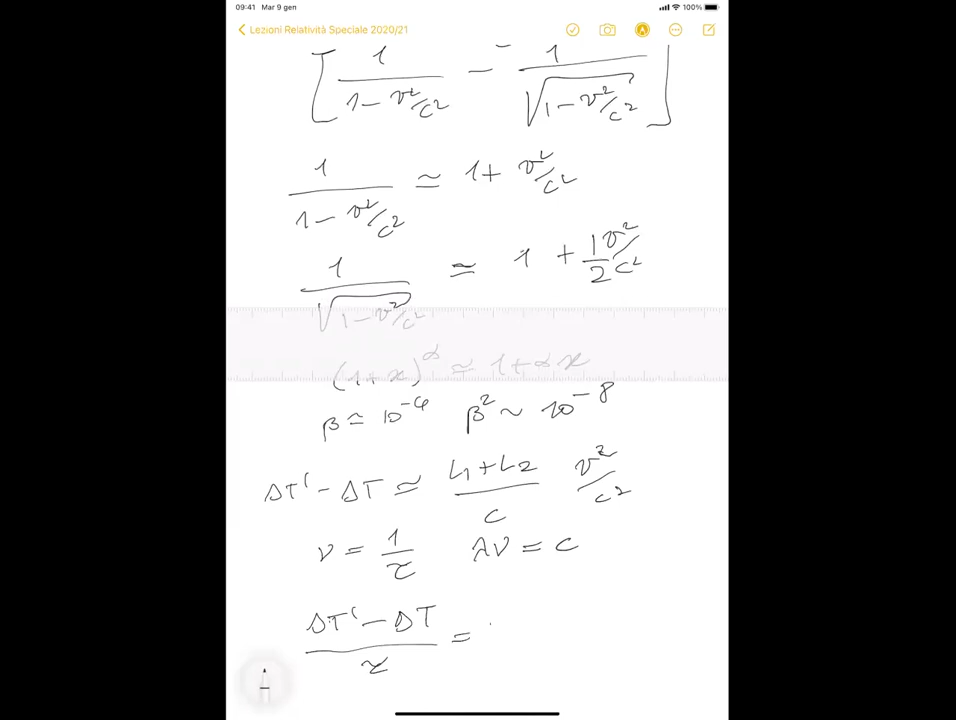 09:41 Mar 9 gen 100%
Lezioni Relatività Speciale 2020/21
[ 1/(1 - v²/c²) - 1/√(1 - v²/c²) ]
1/(1 - v²/c²) ≃ 1 + v²/c²
1/√(1 - v²/c²) ≃ 1 + 1/2 v²/c²
(1+x)^α ≃ 1+αx
β ≃ 10⁻⁴ β² ~ 10⁻⁸
ΔT' - ΔT ≃ (L₁+L₂)/c v²/c²
ν = 1/τ λν = c
(ΔT' - ΔT)/τ =